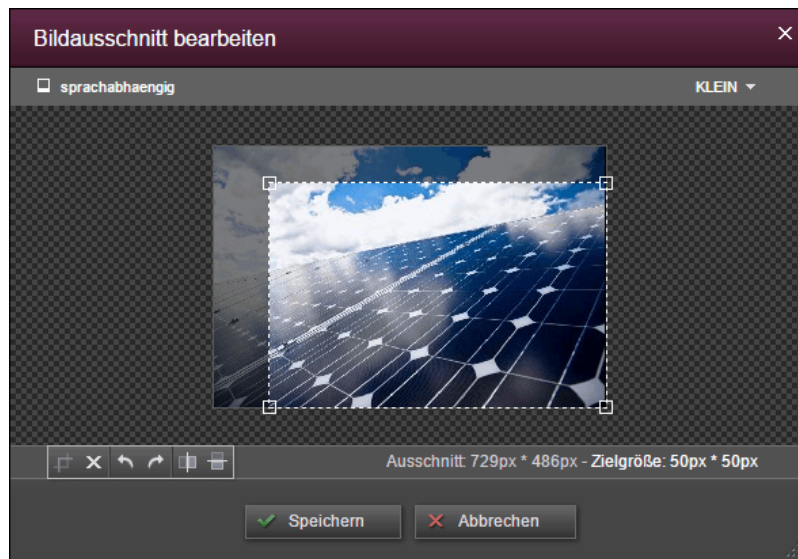 Bildausschnitt bearbeiten
sprachabhaengig
KLEIN
Ausschnitt: 729px * 486px - Zielgröße: 50px * 50px
Speichern
Abbrechen